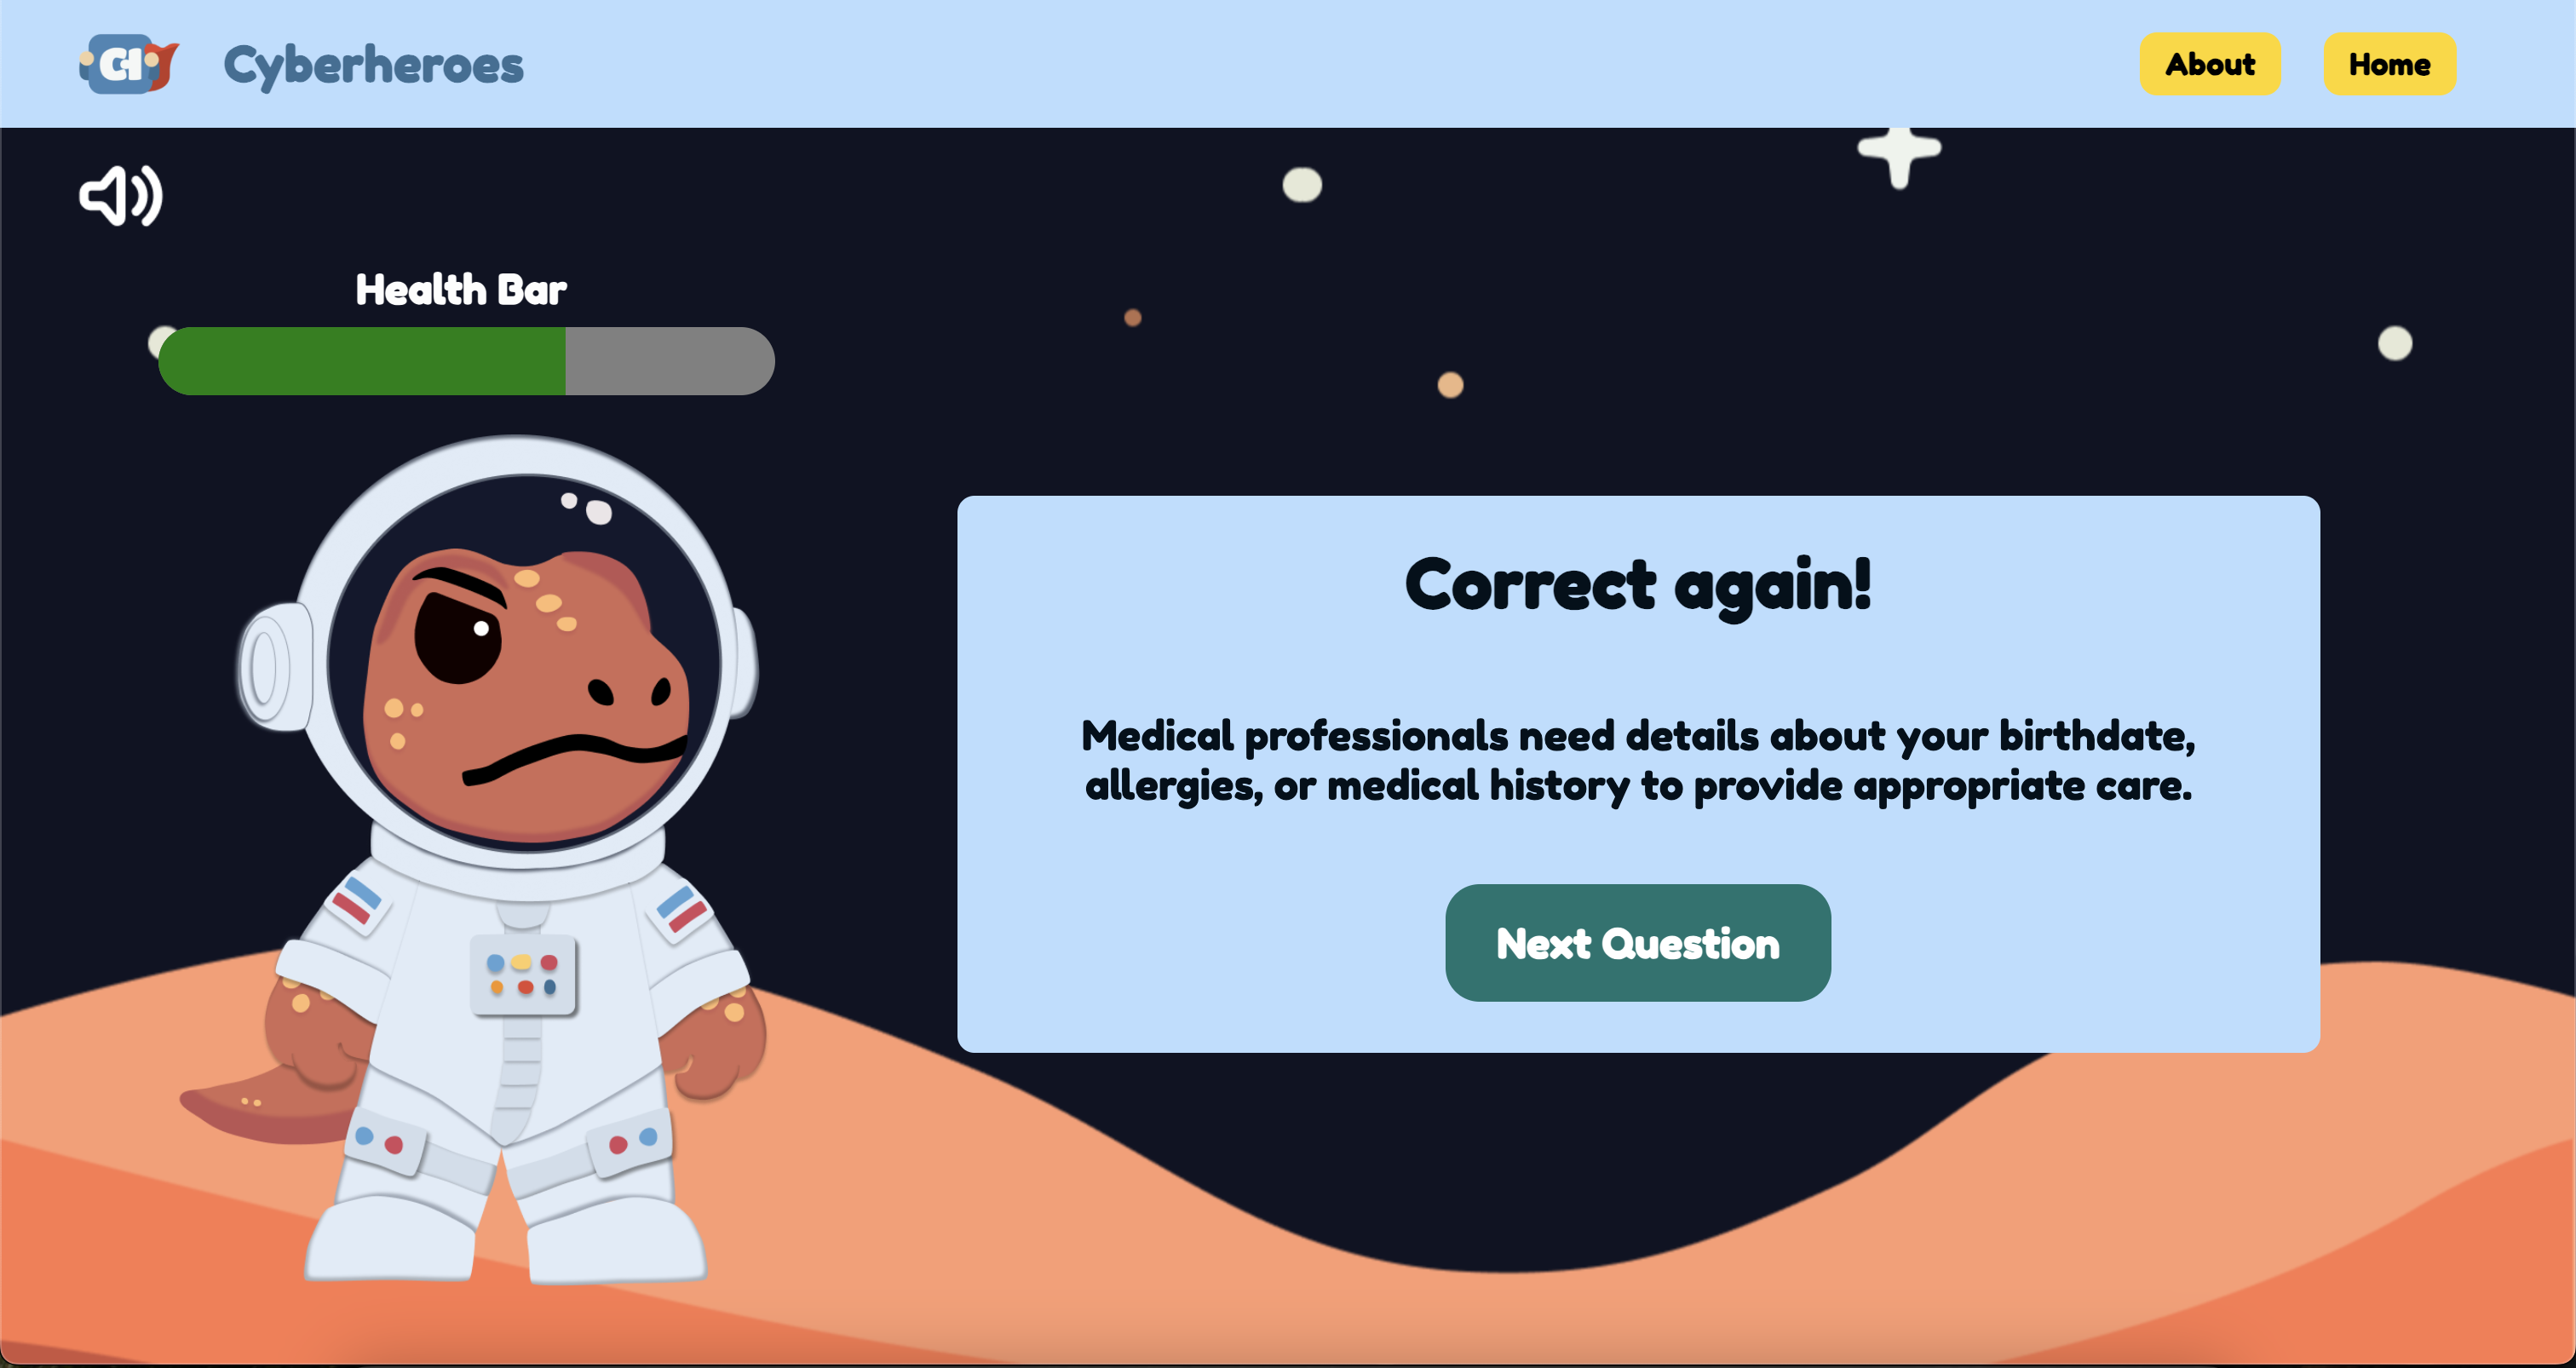 CH
Cyberheroes
About
Home
Health Bar
Correct again!
Medical professionals need details about your birthdate,
allergies, or medical history to provide appropriate care.
Next Question